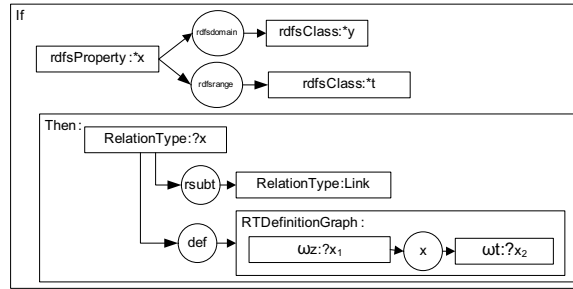 If
rdfsdomain
rdfsClass:*y
rdfsProperty:*x
rdfsrange
rdfsClass:*t
Then:
RelationType:?x
rsubt
RelationType:Link
RTDefinitionGraph:
def
ωz:?x₁
x
ωt:?x₂